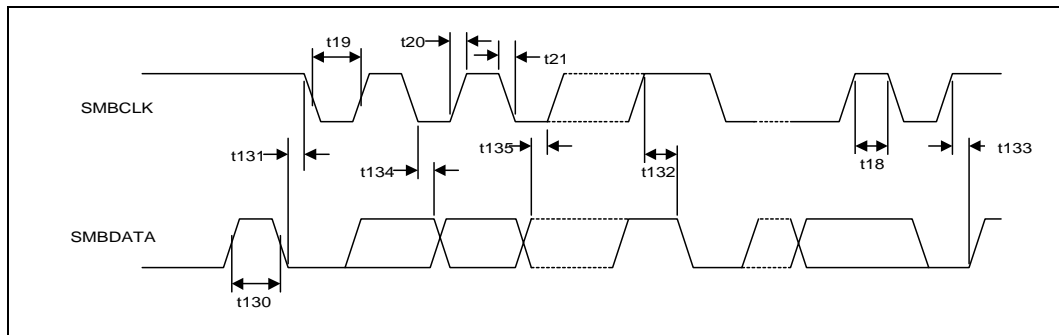 t19
t20
t21
SMBCLK
t131
t134
t135
t132
t18
t133
SMBDATA
t130